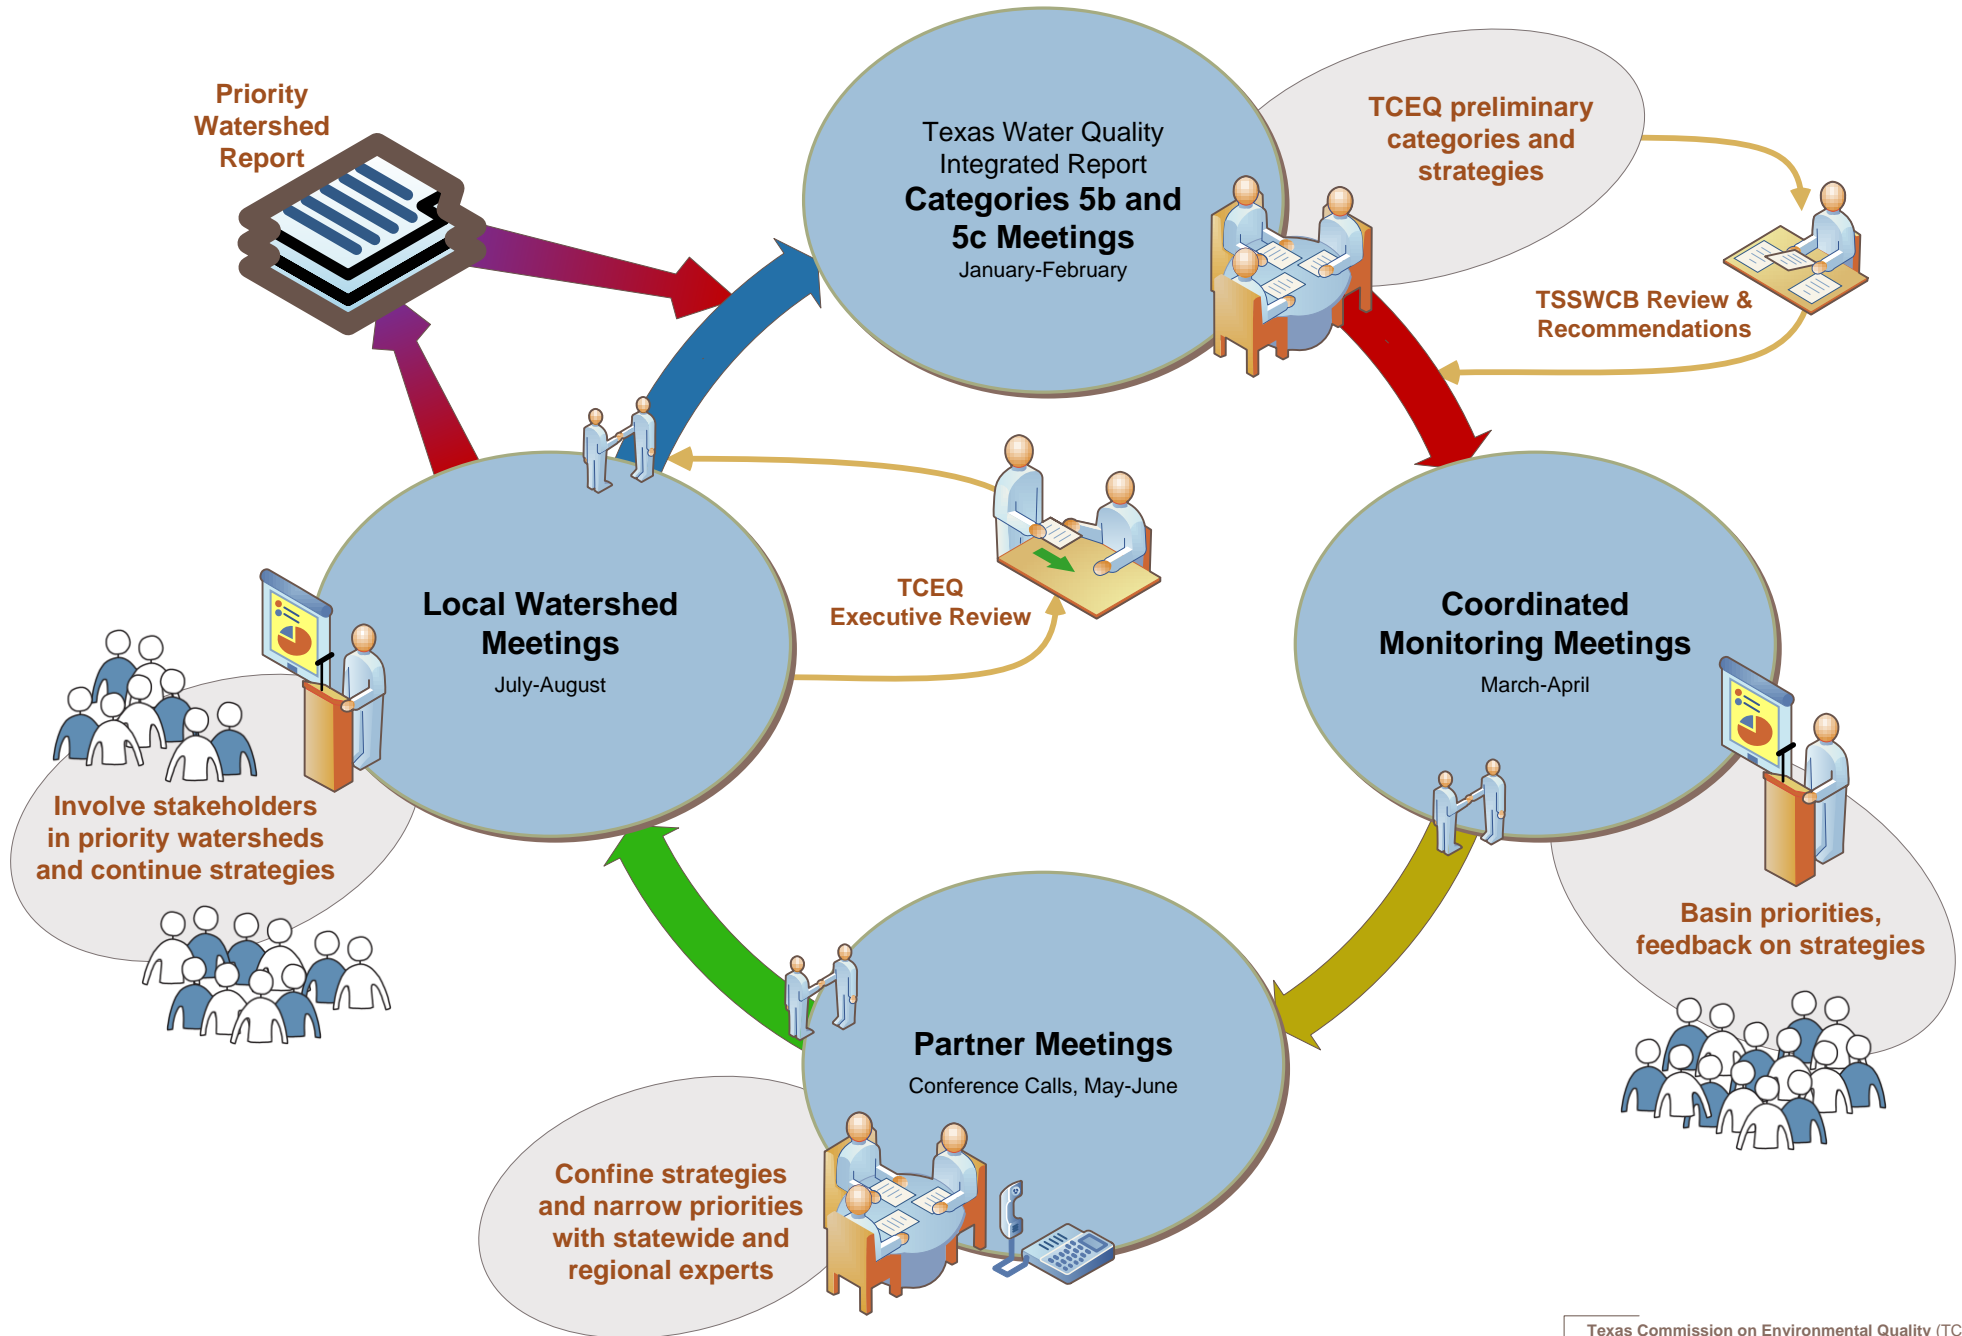 Priority
Watershed
Report
Texas Water Quality
Integrated Report
Categories 5b and
5c Meetings
January-February
TCEQ preliminary
categories and
strategies
TSSWCB Review &
Recommendations
Local Watershed
Meetings
July-August
TCEQ
Executive Review
Coordinated
Monitoring Meetings
March-April
Involve stakeholders
in priority watersheds
and continue strategies
Basin priorities,
feedback on strategies
Partner Meetings
Conference Calls, May-June
Confine strategies
and narrow priorities
with statewide and
regional experts
Texas Commission on Environmental Quality (TC